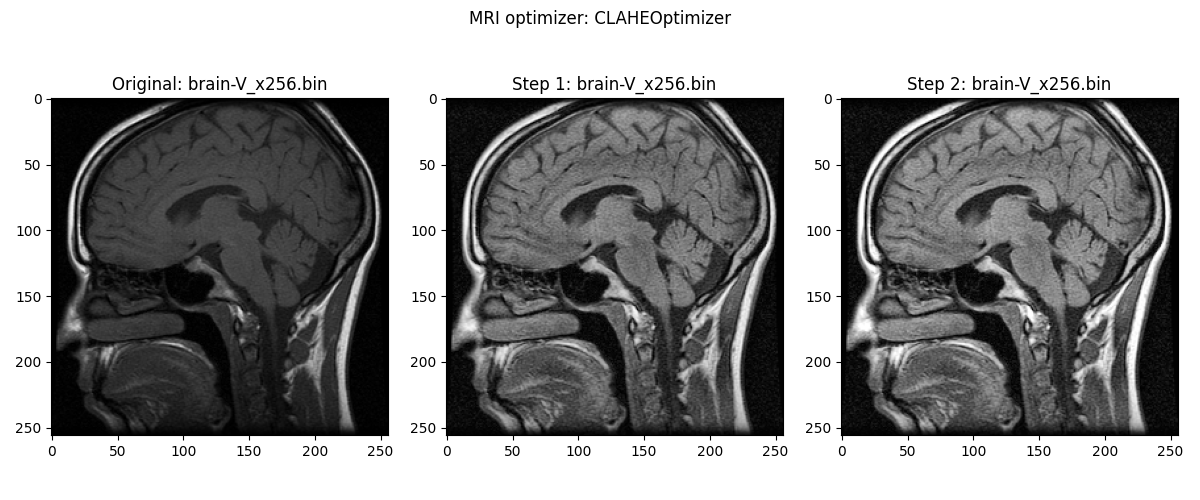 MRI optimizer: CLAHEOptimizer
Original: brain-V_x256.bin
Step 1: brain-V_x256.bin
Step 2: brain-V_x256.bin
0
50
100
150
200
250
0
50
100
150
200
250
0
50
100
150
200
250
0 50 100 150 200 250
0 50 100 150 200 250
0 50 100 150 200 250